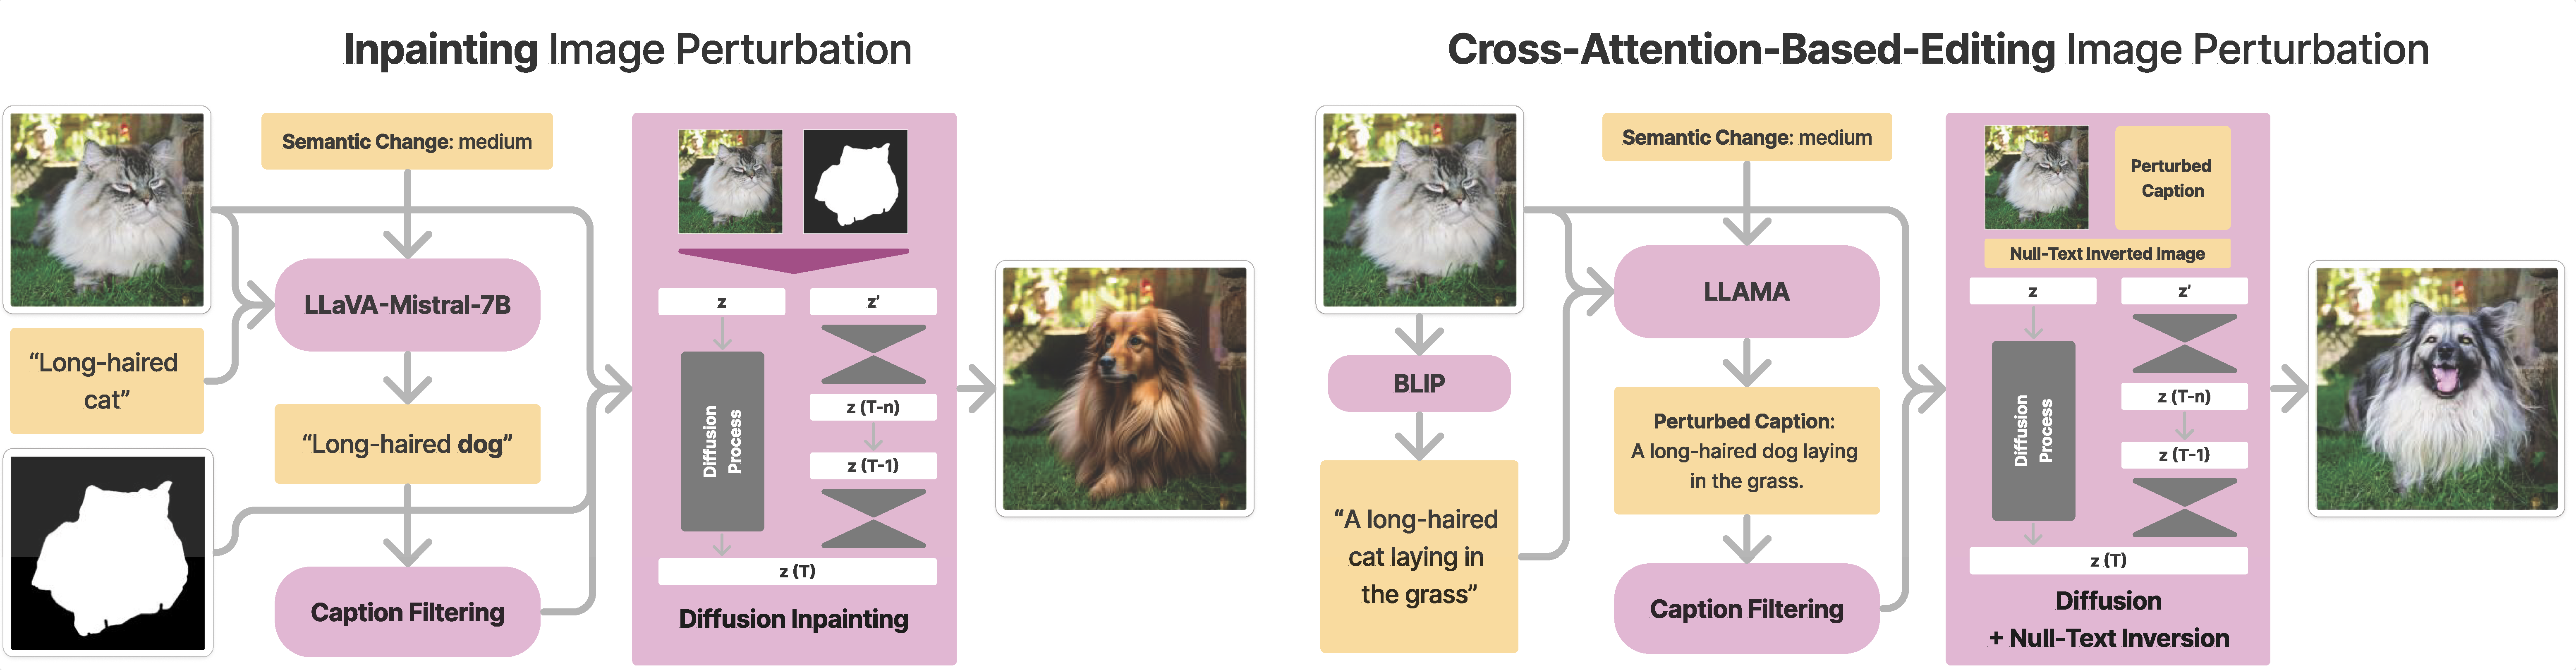 Inpainting Image Perturbation
Semantic Change: medium
LLaVA-Mistral-7B
“Long-haired
cat”
“Long-haired dog”
Caption Filtering
z
z’
Diffusion
Process
z (T-n)
z (T-1)
z (T)
Diffusion Inpainting
Cross-Attention-Based-Editing Image Perturbation
Semantic Change: medium
LLAMA
BLIP
“A long-haired
cat laying in
the grass”
Perturbed Caption:
A long-haired dog laying
in the grass.
Caption Filtering
Perturbed
Caption
Null-Text Inverted Image
z
z’
Diffusion
Process
z (T-n)
z (T-1)
z (T)
Diffusion
+ Null-Text Inversion